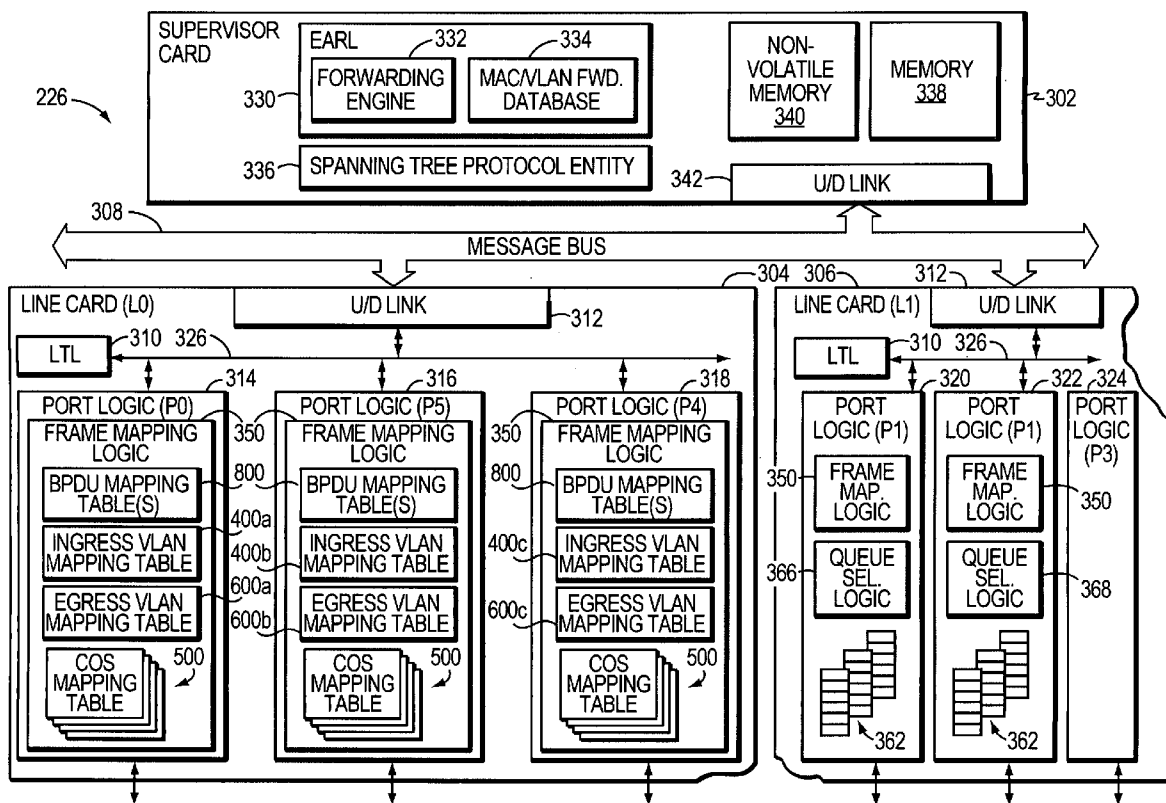 SUPERVISOR
CARD
EARL
332
334
FORWARDING
ENGINE
MAC/VLAN FWD.
DATABASE
330
NON-
VOLATILE
MEMORY
340
MEMORY
338
302
226
336
SPANNING TREE PROTOCOL ENTITY
342
U/D LINK
308
MESSAGE BUS
LINE CARD (L0)
U/D LINK
304
312
310
LTL
326
314
316
318
PORT LOGIC (P0)
350
FRAME MAPPING
LOGIC
800
BPDU MAPPING
TABLE(S)
400a
INGRESS VLAN
MAPPING TABLE
600a
EGRESS VLAN
MAPPING TABLE
COS
MAPPING
TABLE
500
PORT LOGIC (P5)
FRAME MAPPING
LOGIC
BPDU MAPPING
TABLE(S)
400b
INGRESS VLAN
MAPPING TABLE
600b
EGRESS VLAN
MAPPING TABLE
COS
MAPPING
TABLE
500
PORT LOGIC (P4)
350
FRAME MAPPING
LOGIC
800
BPDU MAPPING
TABLE(S)
400c
INGRESS VLAN
MAPPING TABLE
600c
EGRESS VLAN
MAPPING TABLE
COS
MAPPING
TABLE
500
306
312
LINE CARD (L1)
U/D LINK
310
LTL
326
320
322
324
PORT
LOGIC (P1)
350
FRAME
MAP.
LOGIC
366
QUEUE
SEL.
LOGIC
362
PORT
LOGIC (P1)
FRAME
MAP.
LOGIC
350
QUEUE
SEL.
LOGIC
368
362
PORT
LOGIC
(P3)